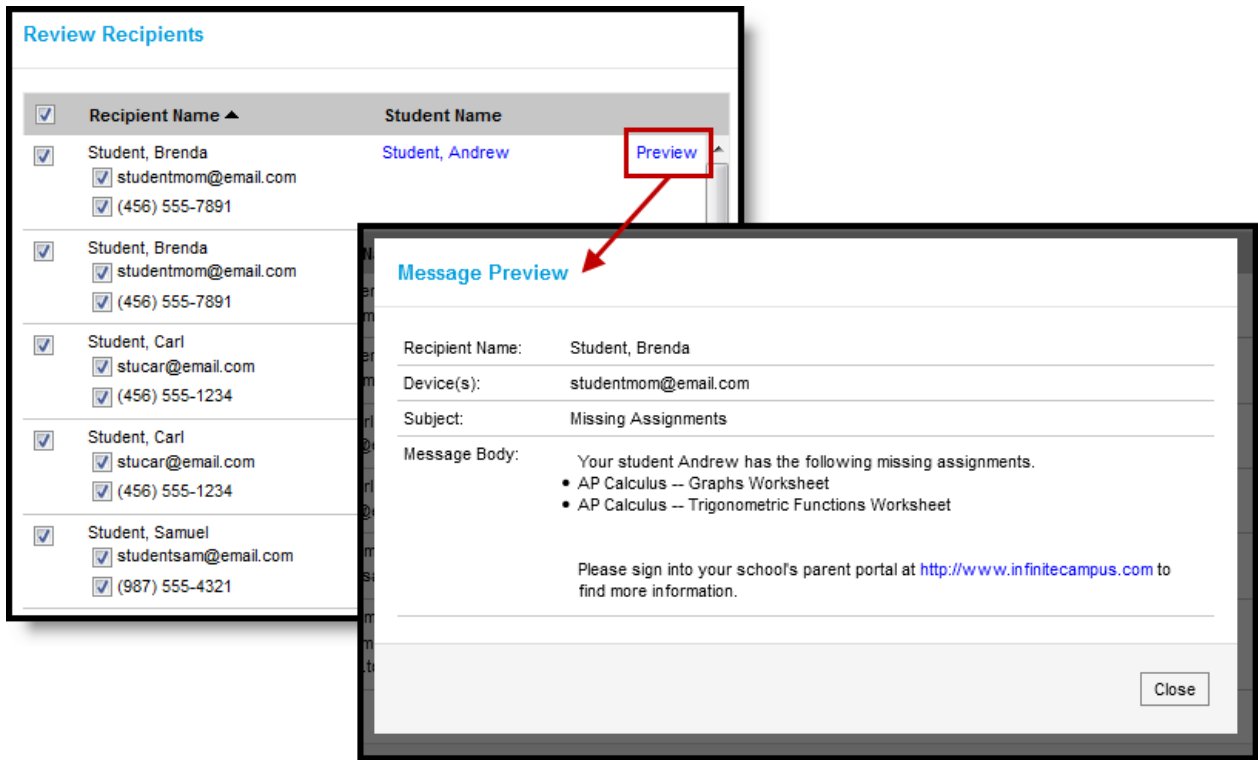 Review Recipients
Recipient Name ▲ Student Name
Student, Brenda Student, Andrew Preview
studentmom@email.com
(456) 555-7891
Student, Brenda
studentmom@email.com
(456) 555-7891
Student, Carl
stucar@email.com
(456) 555-1234
Student, Carl
stucar@email.com
(456) 555-1234
Student, Samuel
studentsam@email.com
(987) 555-4321
Message Preview
Recipient Name: Student, Brenda
Device(s): studentmom@email.com
Subject: Missing Assignments
Message Body: Your student Andrew has the following missing assignments.
• AP Calculus -- Graphs Worksheet
• AP Calculus -- Trigonometric Functions Worksheet
Please sign into your school's parent portal at http://www.infinitecampus.com to
find more information.
Close